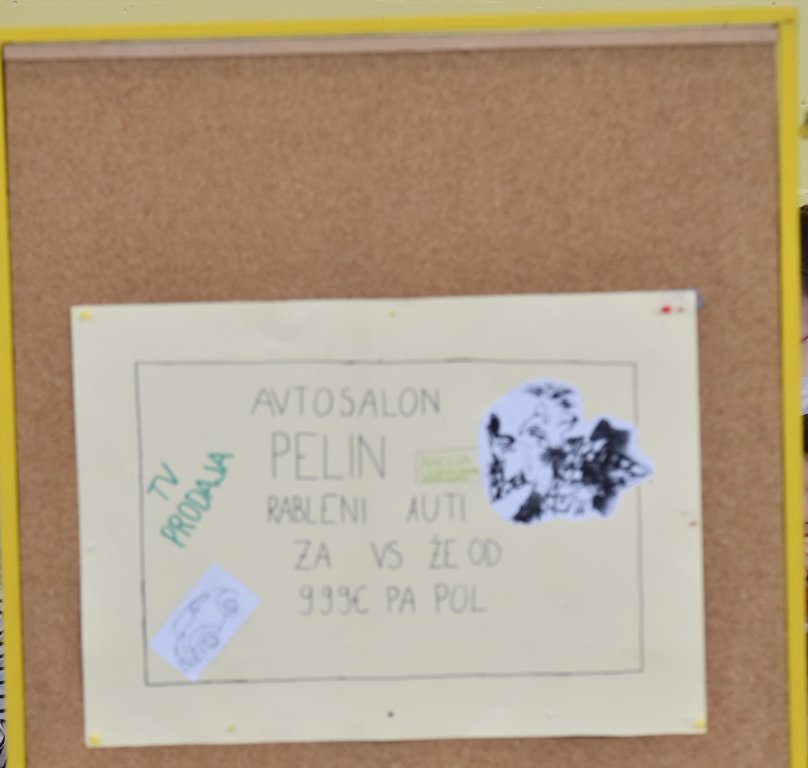 AVTOSALON
PELIN
RABLENI AUTI
ZA VS ŽE OD
999€ PA POL
TV
PRODAJA